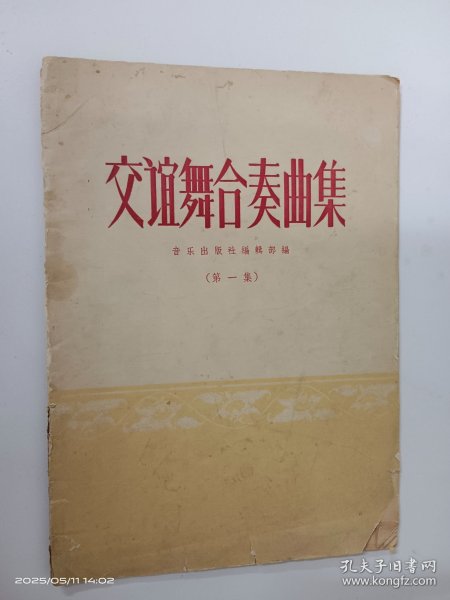 交谊舞合奏曲集
音乐出版社编辑部編
（第一集）
2025/05/11 14:02
孔夫子旧书网
www.kongfz.com